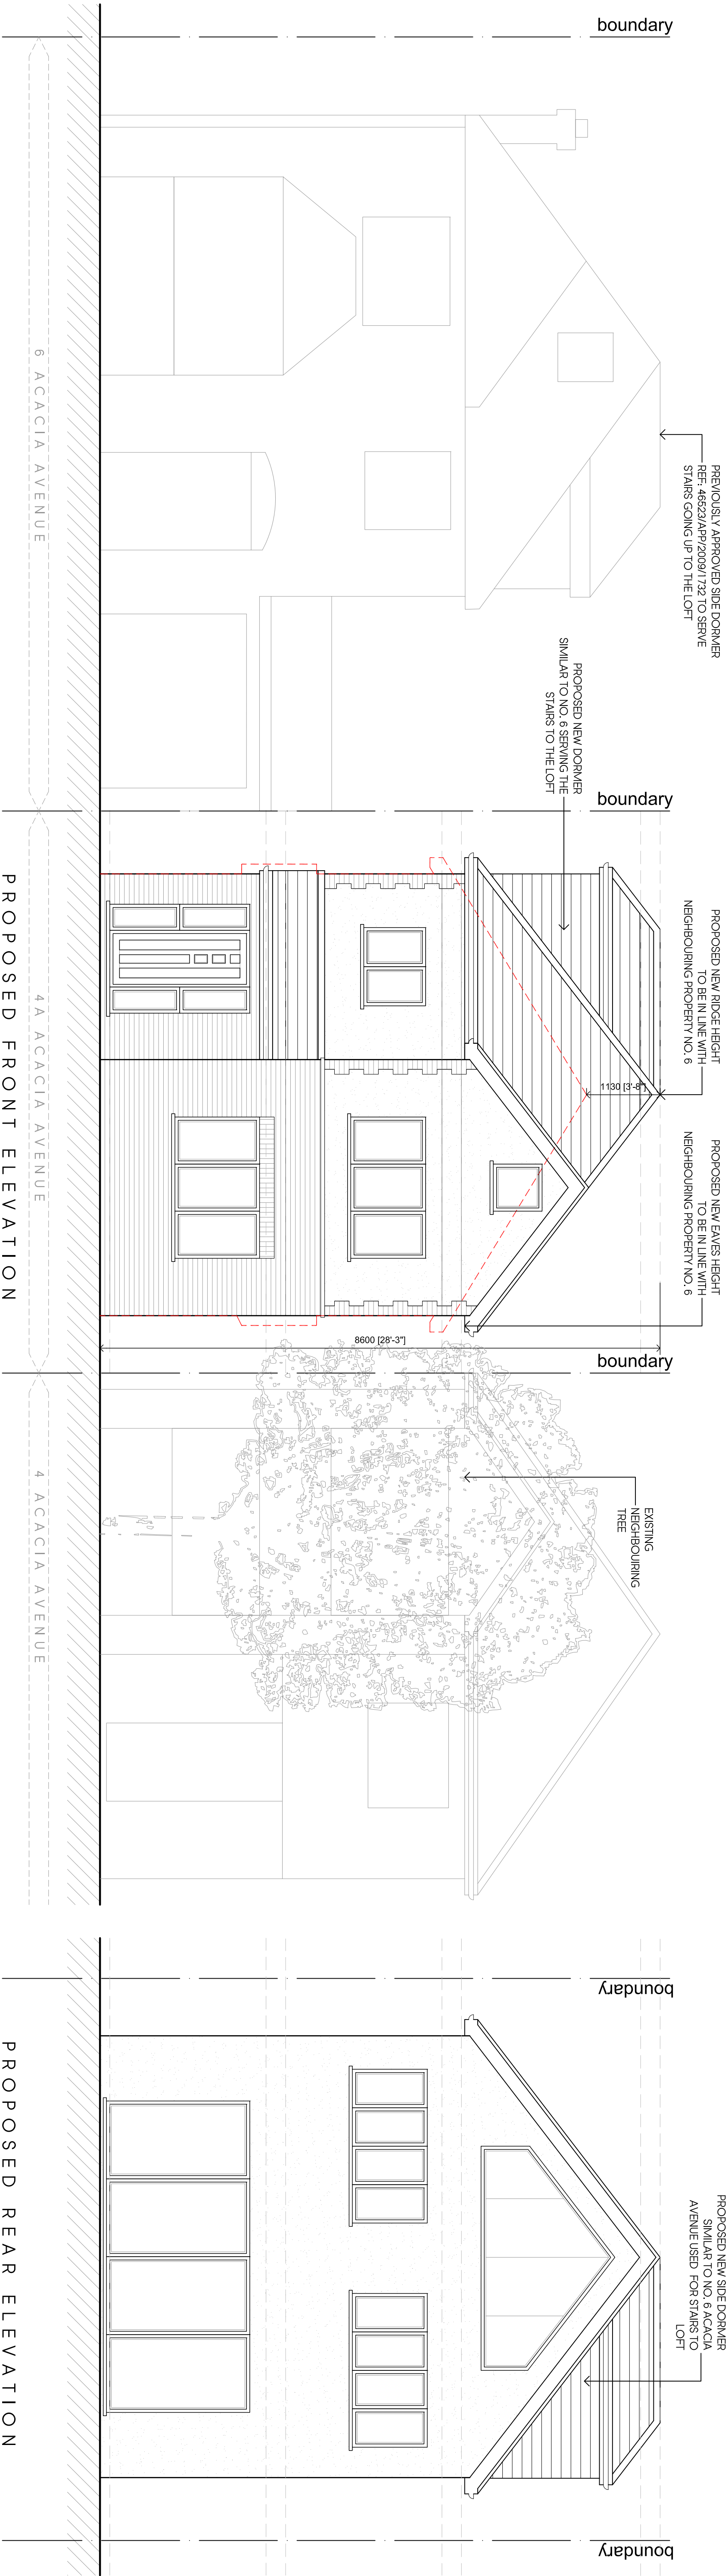 PREVIOUSLY APPROVED SIDE DORMER
REF: 46523/APP/2009/1732 TO SERVE
STAIRS GOING UP TO THE LOFT
PROPOSED NEW DORMER
SIMILAR TO NO. 6 SERVING THE
STAIRS TO THE LOFT
PROPOSED NEW RIDGE HEIGHT
TO BE IN LINE WITH
NEIGHBOURING PROPERTY NO. 6
PROPOSED NEW EAVES HEIGHT
TO BE IN LINE WITH
NEIGHBOURING PROPERTY NO. 6
EXISTING
NEIGHBOUIRING
TREE
PROPOSED NEW SIDE DORMER
SIMILAR TO NO. 6 ACACIA
AVENUE USED FOR STAIRS TO
LOFT
boundary
boundary
boundary
boundary
boundary
1130 [3'-8"]
8600 [28'-3"]
6 ACACIA AVENUE
4A ACACIA AVENUE
4 ACACIA AVENUE
PROPOSED FRONT ELEVATION
PROPOSED REAR ELEVATION